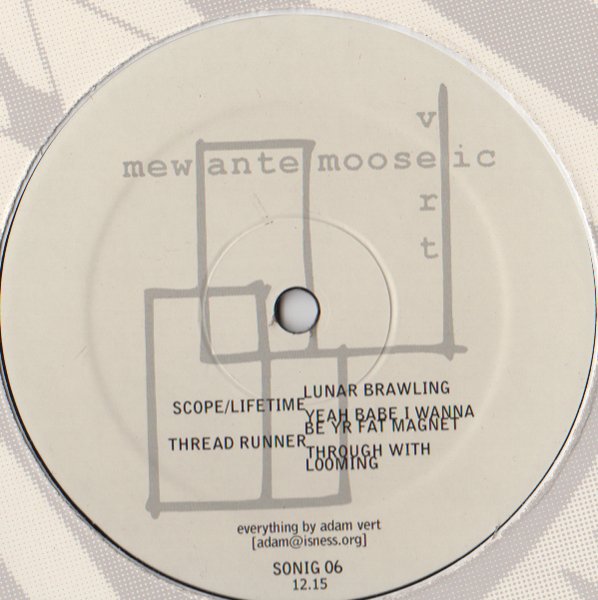 mew ante moose ic
vert
LUNAR BRAWLING
SCOPE/LIFETIME
YEAH BABE I WANNA
BE YR FAT MAGNET
THREAD RUNNER
THROUGH WITH
LOOMING
everything by adam vert
[adam@isness.org]
SONIG 06
12.15